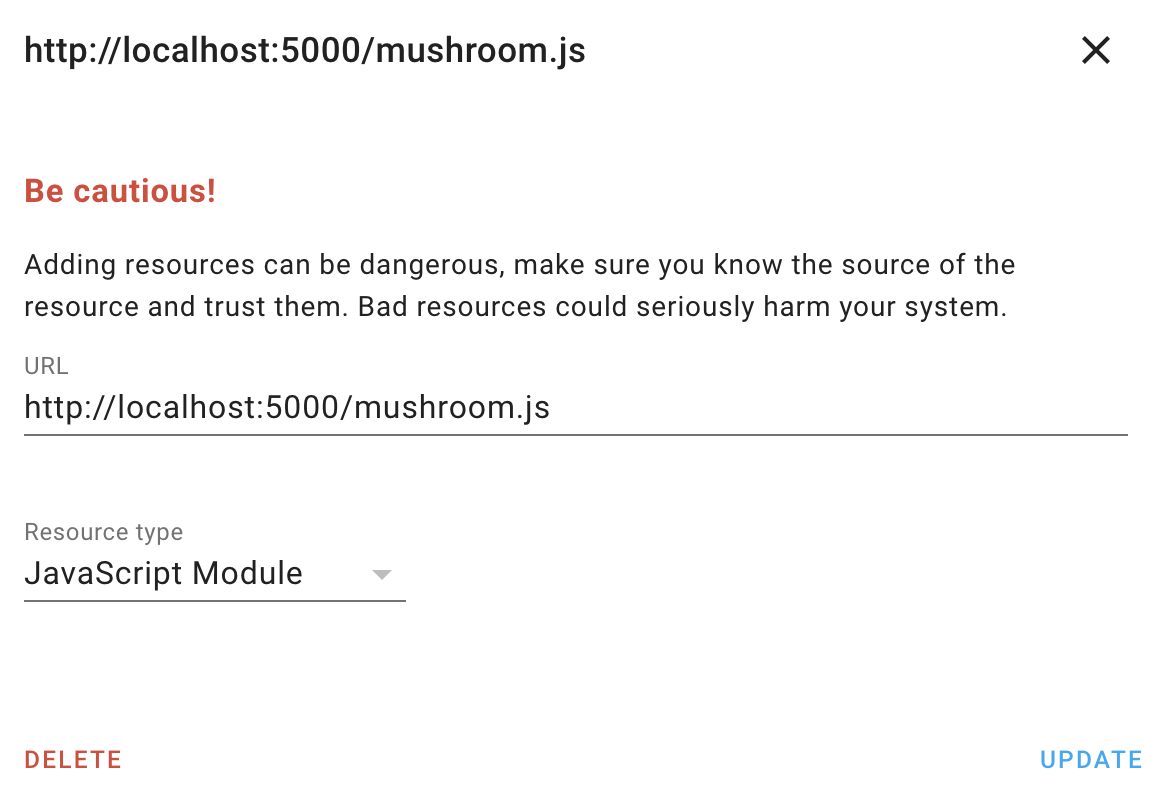 http://localhost:5000/mushroom.js
Be cautious!
Adding resources can be dangerous, make sure you know the source of the
resource and trust them. Bad resources could seriously harm your system.
URL
http://localhost:5000/mushroom.js
Resource type
JavaScript Module
DELETE
UPDATE